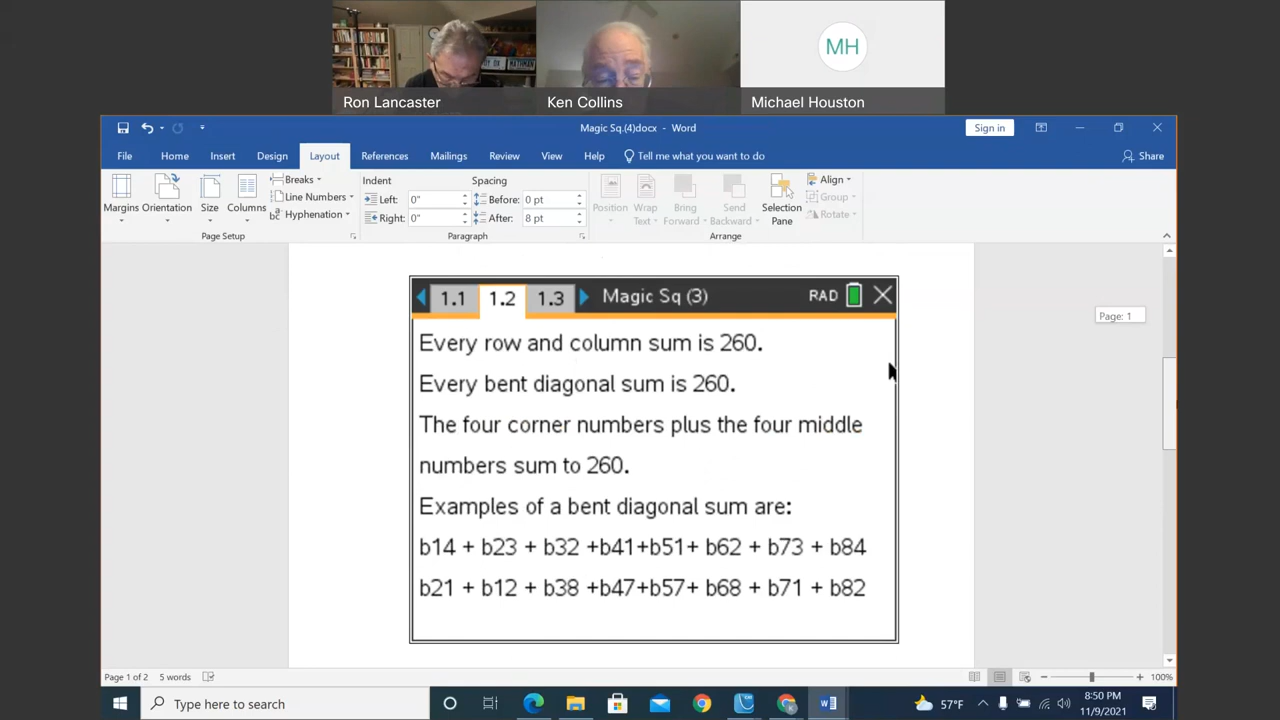 MH
Ron Lancaster
Ken Collins
Michael Houston
Magic Sq.(4)docx - Word
Sign in
File Home Insert Design Layout References Mailings Review View Help Tell me what you want to do Share
Margins Orientation Size Columns
Breaks
Line Numbers
Hyphenation
Page Setup
Indent
Left: 0"
Right: 0"
Spacing
Before: 0 pt
After: 8 pt
Paragraph
Position Wrap Text Bring Forward Send Backward Selection Pane
Align
Group
Rotate
Arrange
1.1 1.2 1.3 Magic Sq (3) RAD
Page: 1
Every row and column sum is 260.
Every bent diagonal sum is 260.
The four corner numbers plus the four middle
numbers sum to 260.
Examples of a bent diagonal sum are:
b14 + b23 + b32 +b41+b51+ b62 + b73 + b84
b21 + b12 + b38 +b47+b57+ b68 + b71 + b82
Page 1 of 2 5 words 100%
Type here to search
57°F
8:50 PM
11/9/2021